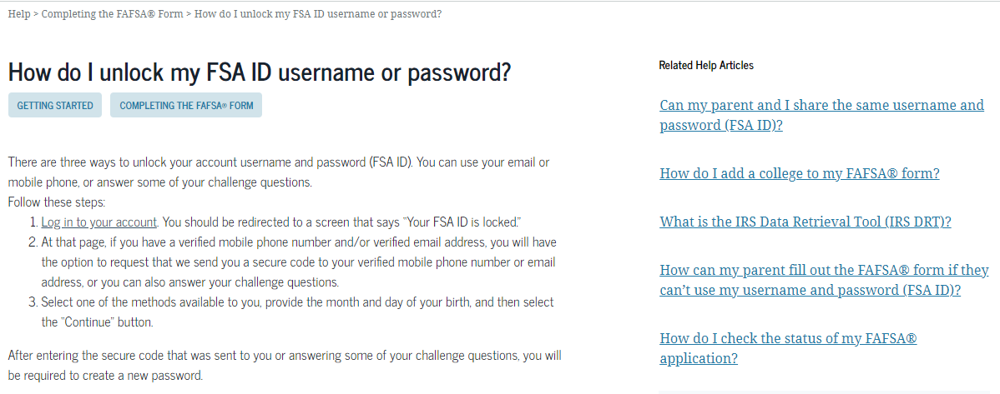 Help > Completing the FAFSA® Form > How do I unlock my FSA ID username or password?
How do I unlock my FSA ID username or password?
GETTING STARTED
COMPLETING THE FAFSA® FORM
There are three ways to unlock your account username and password (FSA ID). You can use your email or
mobile phone, or answer some of your challenge questions.
Follow these steps:
1. Log in to your account. You should be redirected to a screen that says "Your FSA ID is locked."
2. At that page, if you have a verified mobile phone number and/or verified email address, you will have
the option to request that we send you a secure code to your verified mobile phone number or email
address, or you can also answer your challenge questions.
3. Select one of the methods available to you, provide the month and day of your birth, and then select
the "Continue" button.
After entering the secure code that was sent to you or answering some of your challenge questions, you will
be required to create a new password.
Related Help Articles
Can my parent and I share the same username and
password (FSA ID)?
How do I add a college to my FAFSA® form?
What is the IRS Data Retrieval Tool (IRS DRT)?
How can my parent fill out the FAFSA® form if they
can't use my username and password (FSA ID)?
How do I check the status of my FAFSA®
application?